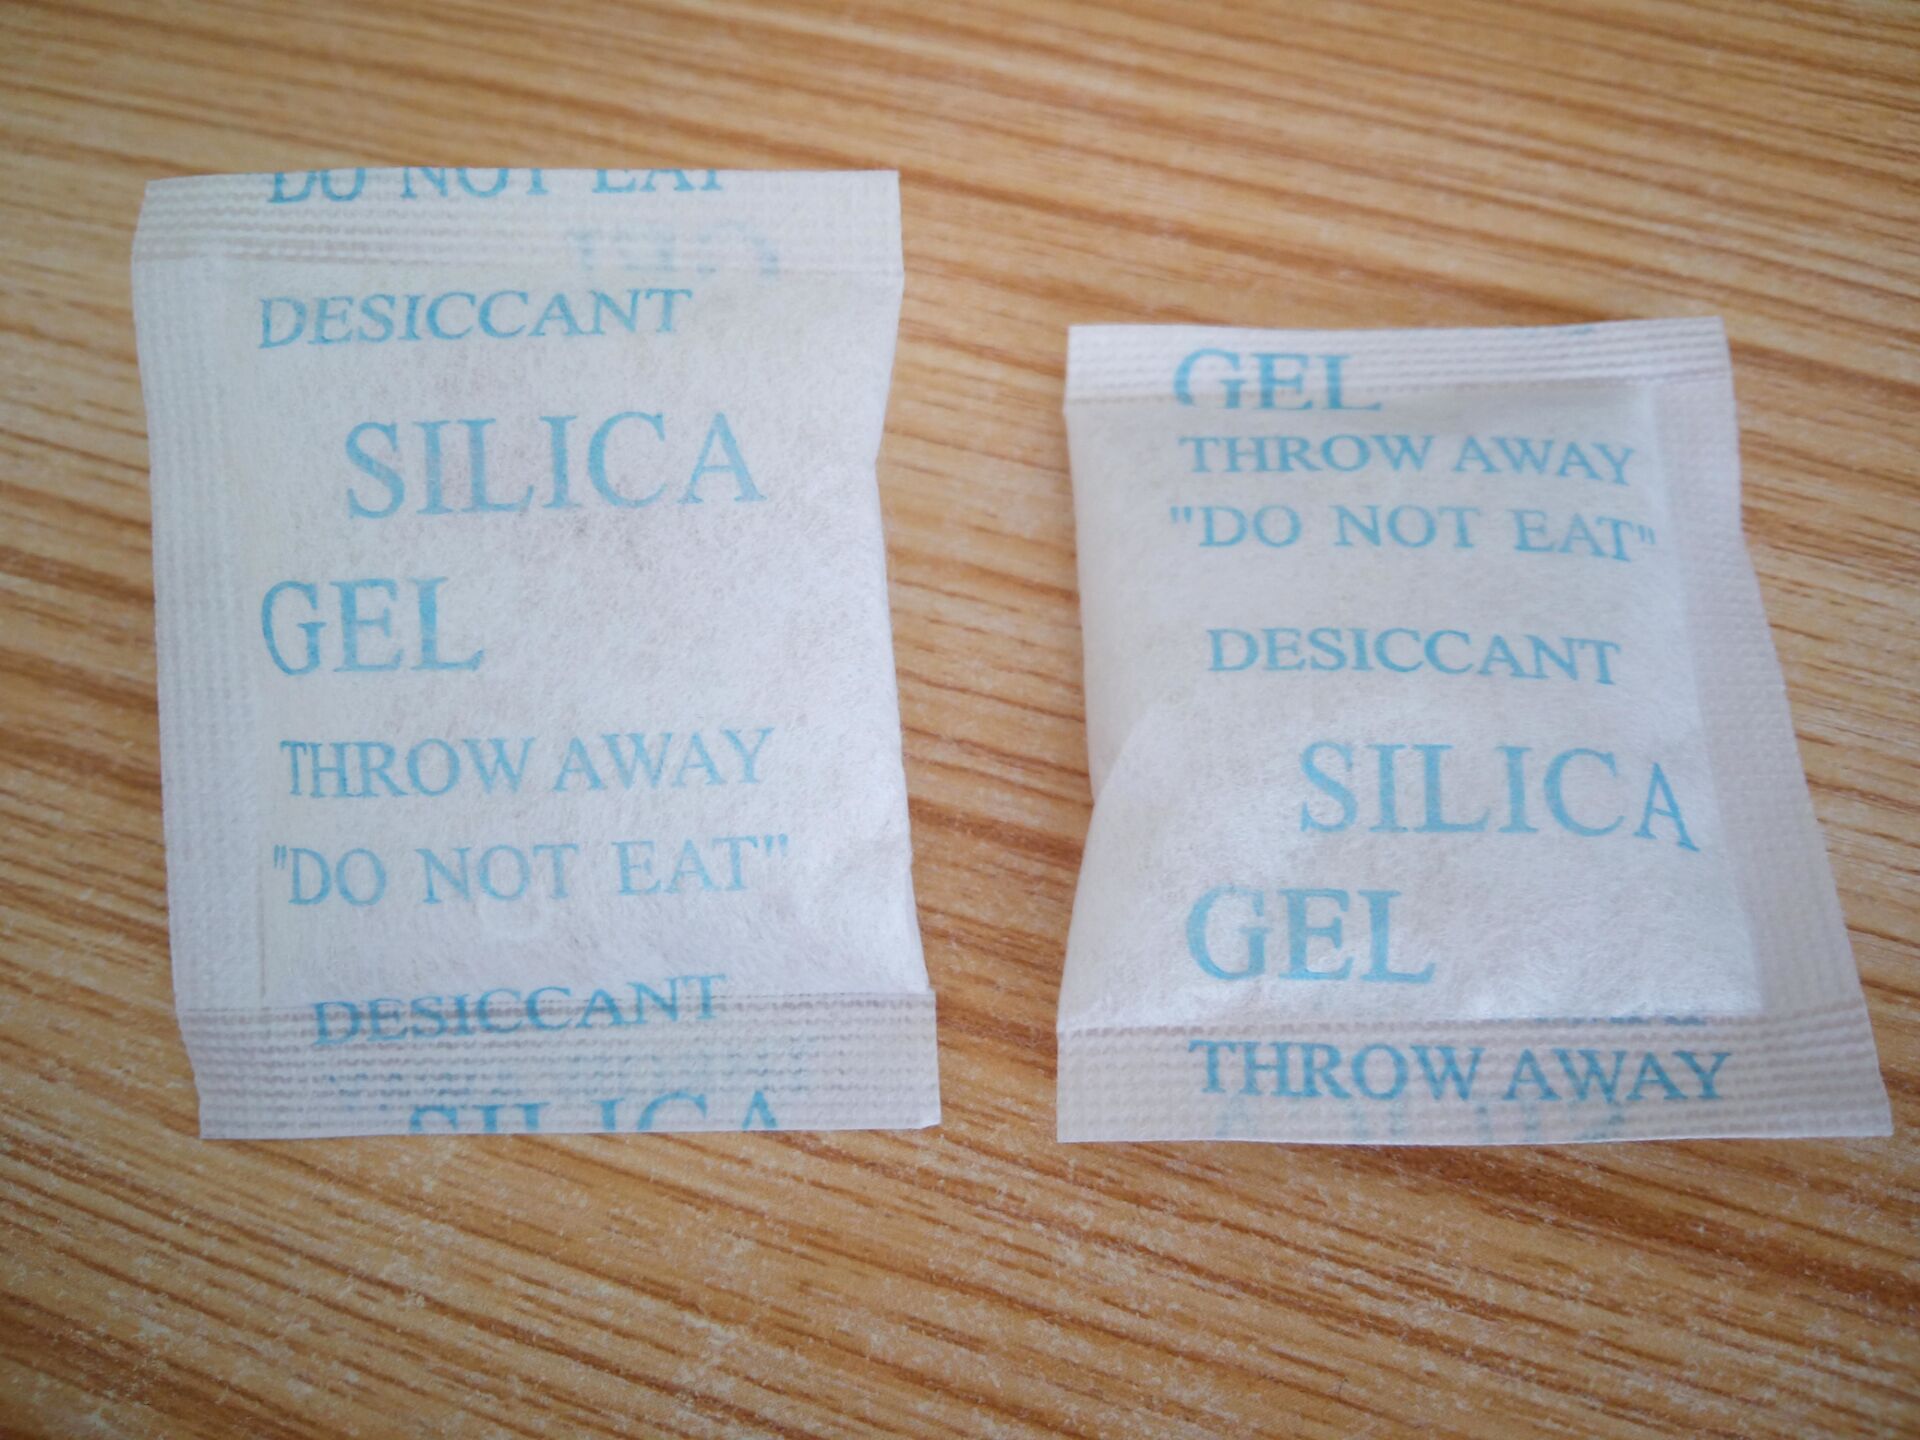 DO NOT EAT
DESICCANT
SILICA
GEL
THROW AWAY
"DO NOT EAT"
DESICCANT
SILICA
GEL
THROW AWAY
"DO NOT EAT"
DESICCANT
SILICA
GEL
THROW AWAY